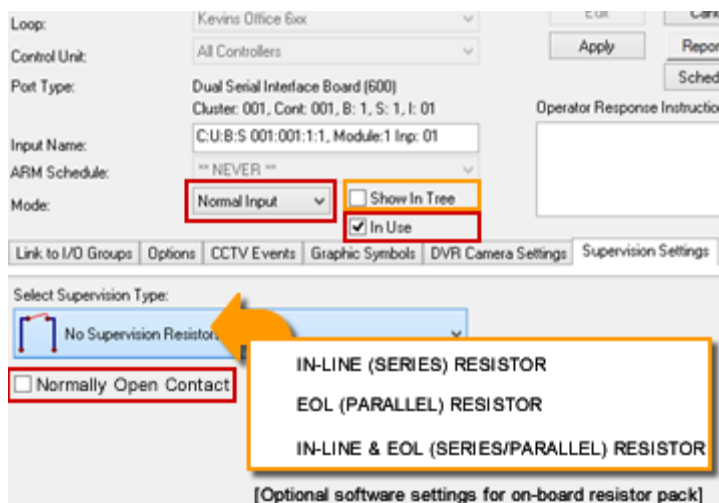 Loop:
Kevins Office 6xx
Edit
Control Unit:
All Controllers
Apply
Repor
Port Type:
Dual Serial Interface Board (600)
Sched
Cluster: 001, Cont: 001, B: 1, S: 1, I: 01
Operator Response Instructio
Input Name:
C:U:B:S 001:001:1:1, Module:1 Inp: 01
ARM Schedule:
** NEVER **
Mode:
Normal Input
Show In Tree
In Use
Link to I/O Groups
Options
CCTV Events
Graphic Symbols
DVR Camera Settings
Supervision Settings
Select Supervision Type:
No Supervision Resistor
Normally Open Contact
IN-LINE (SERIES) RESISTOR
EOL (PARALLEL) RESISTOR
IN-LINE & EOL (SERIES/PARALLEL) RESISTOR
[Optional software settings for on-board resistor pack]